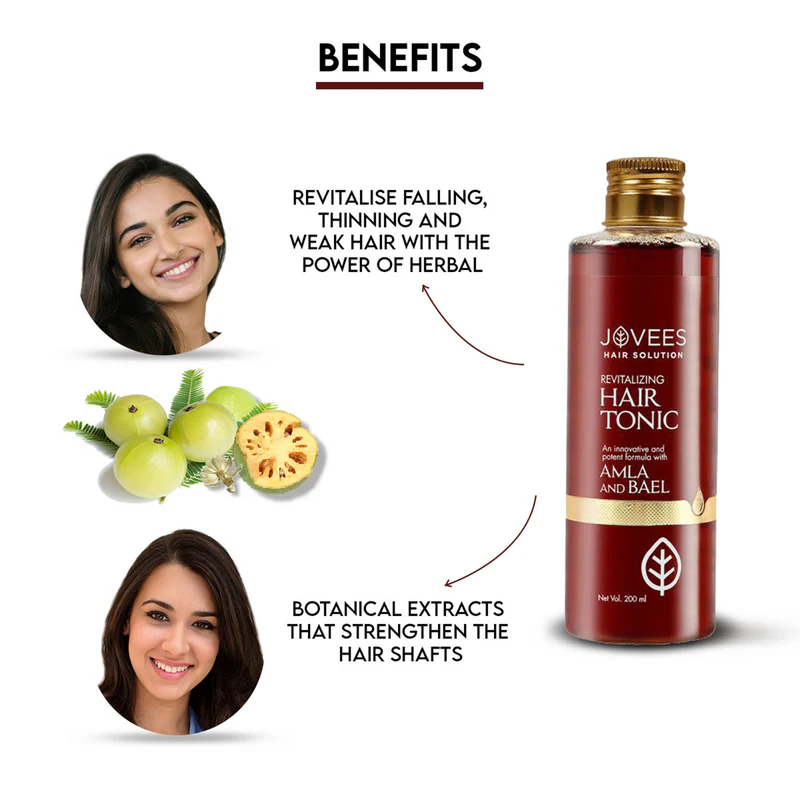 BENEFITS
REVITALISE FALLING,
THINNING AND
WEAK HAIR WITH THE
POWER OF HERBAL
JOVEES
HAIR SOLUTION
REVITALIZING
HAIR
TONIC
An innovative and
potent formula with
AMLA
AND BAEL
Net Vol. 200 ml
BOTANICAL EXTRACTS
THAT STRENGTHEN THE
HAIR SHAFTS